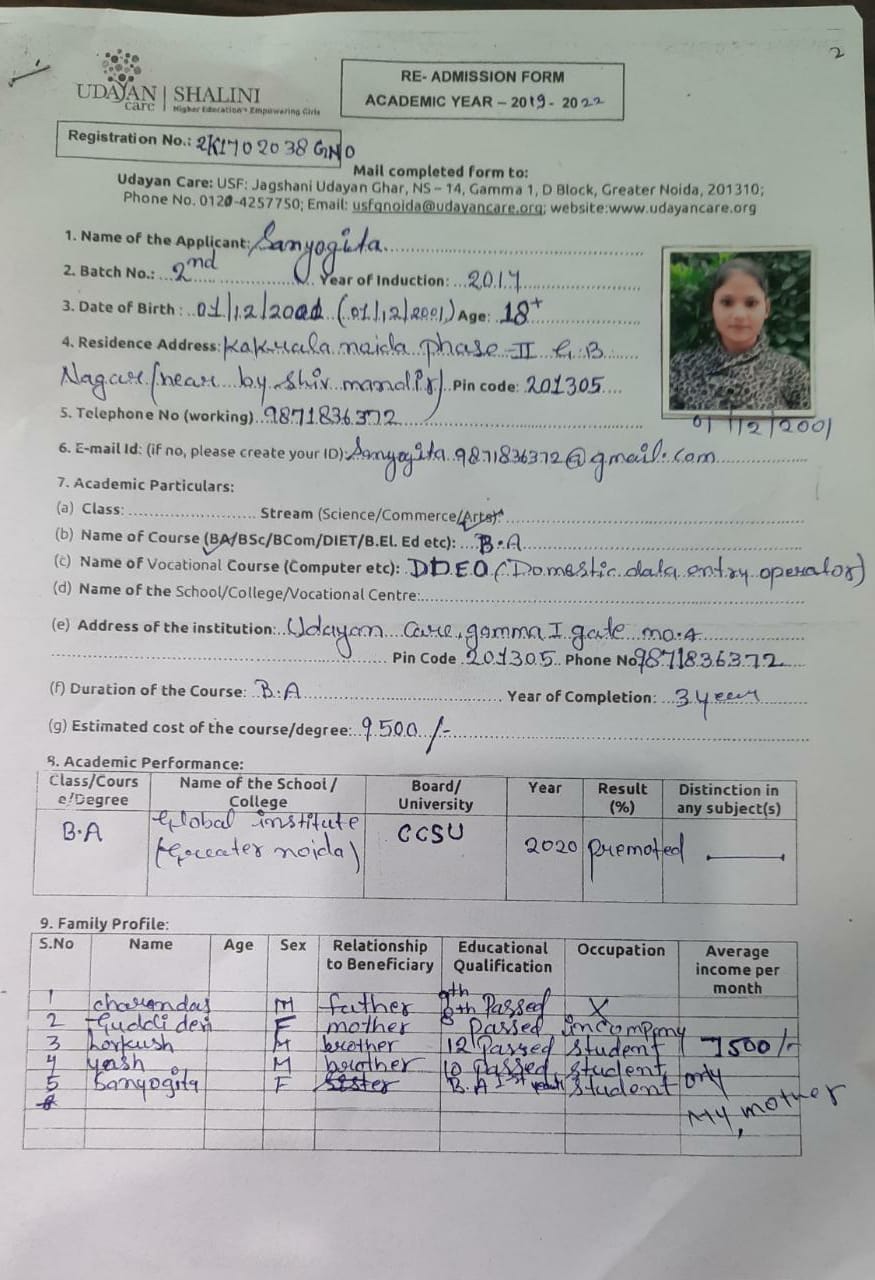 2
UDAYAN care | SHALINI
Higher Education · Empowering Girls
RE- ADMISSION FORM
ACADEMIC YEAR – 2019- 2022
Registration No.: 2K1702038 GNO
Mail completed form to:
Udayan Care: USF: Jagshani Udayan Ghar, NS – 14, Gamma 1, D Block, Greater Noida, 201310;
Phone No. 0120-4257750; Email: usfgnoida@udayancare.org; website:www.udayancare.org
1. Name of the Applicant: Sanyogita
2. Batch No.: 2nd Year of Induction: 2017
3. Date of Birth : 01/12/2001 (01/12/2001) Age: 18+
4. Residence Address: Kakrala noida phase-II G.B
Nagar (near by shiv mandir) Pin code: 201305
5. Telephone No (working) 9871836372
01/12/2001
6. E-mail Id: (if no, please create your ID): Sanyogita9871836372@gmail.com
7. Academic Particulars:
(a) Class: Stream (Science/Commerce/Arts):
(b) Name of Course (BA/BSc/BCom/DIET/B.El. Ed etc): B.A
(c) Name of Vocational Course (Computer etc): DDEO (Domestic data entry operator)
(d) Name of the School/College/Vocational Centre:
(e) Address of the institution: Udayan Care, gamma I gate no.4
Pin Code 201305 Phone No 9871836372
(f) Duration of the Course: B.A Year of Completion: 3 year
(g) Estimated cost of the course/degree: 9500/-
8. Academic Performance:
Class/Course/Degree Name of the School / College Board/ University Year Result (%) Distinction in any subject(s)
B.A Global institute (Greater noida) CCSU 2020 premoted —
9. Family Profile:
S.No Name Age Sex Relationship to Beneficiary Educational Qualification Occupation Average income per month
1 charandas M father 8th Passed X
2 Guddi devi F mother 8 Passed incompany
3 M brother 12 Passed student 7500/-
4 yash M brother 10 Passed student
5 Sanyogita F sister B.A 1st student only
My mother